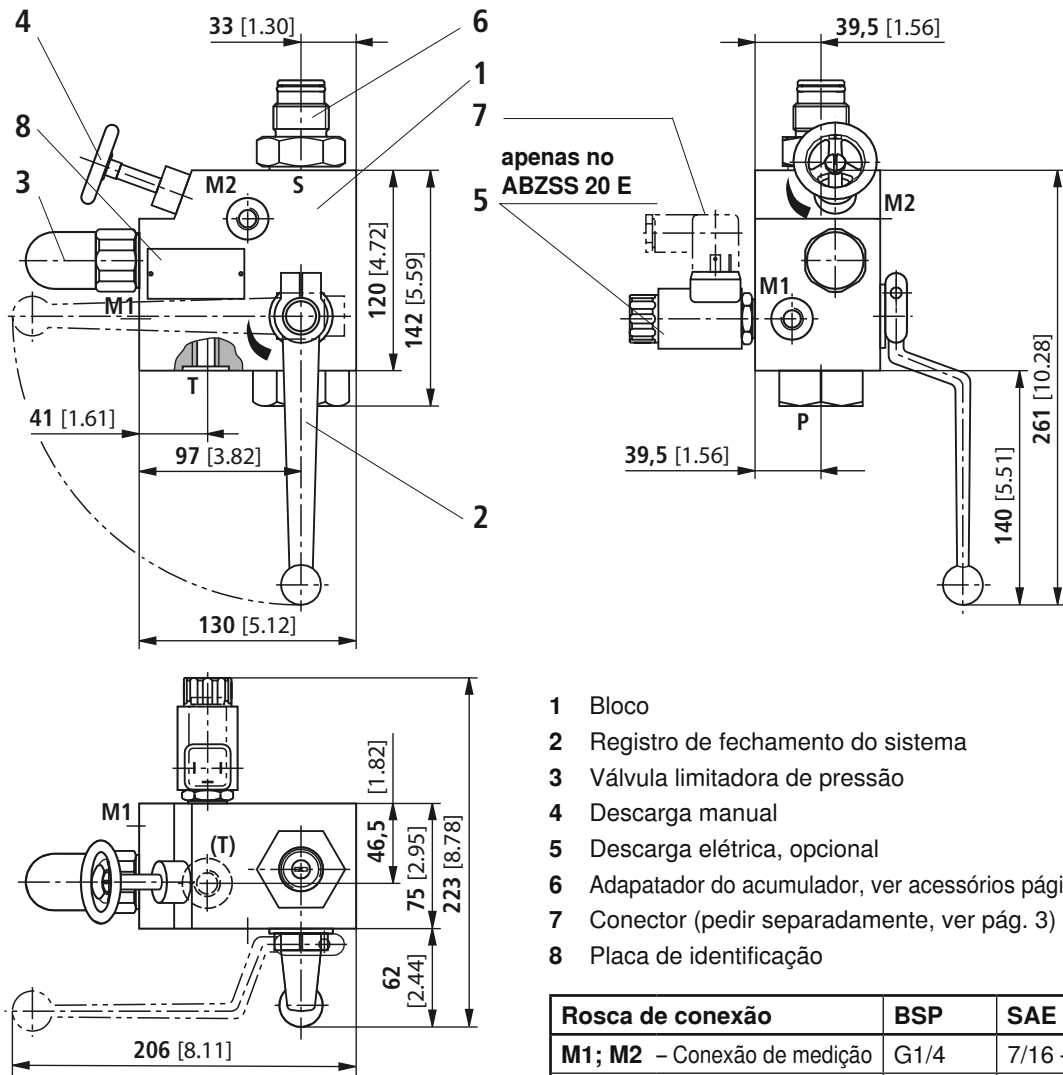 4
33 [1.30]
6
39,5 [1.56]
1
8
7
apenas no
ABZSS 20 E
M2
S
3
5
M2
120 [4.72]
142 [5.59]
M1
M1
261 [10.28]
T
P
41 [1.61]
97 [3.82]
39,5 [1.56]
140 [5.51]
2
130 [5.12]
M1
(T)
46,5
[1.82]
75 [2.95]
223 [8.78]
62
[2.44]
206 [8.11]
1 Bloco
2 Registro de fechamento do sistema
3 Válvula limitadora de pressão
4 Descarga manual
5 Descarga elétrica, opcional
6 Adapatador do acumulador, ver acessórios pági
7 Conector (pedir separadamente, ver pág. 3)
8 Placa de identificação
Rosca de conexão BSP SAE
M1; M2 – Conexão de medição G1/4 7/16 -